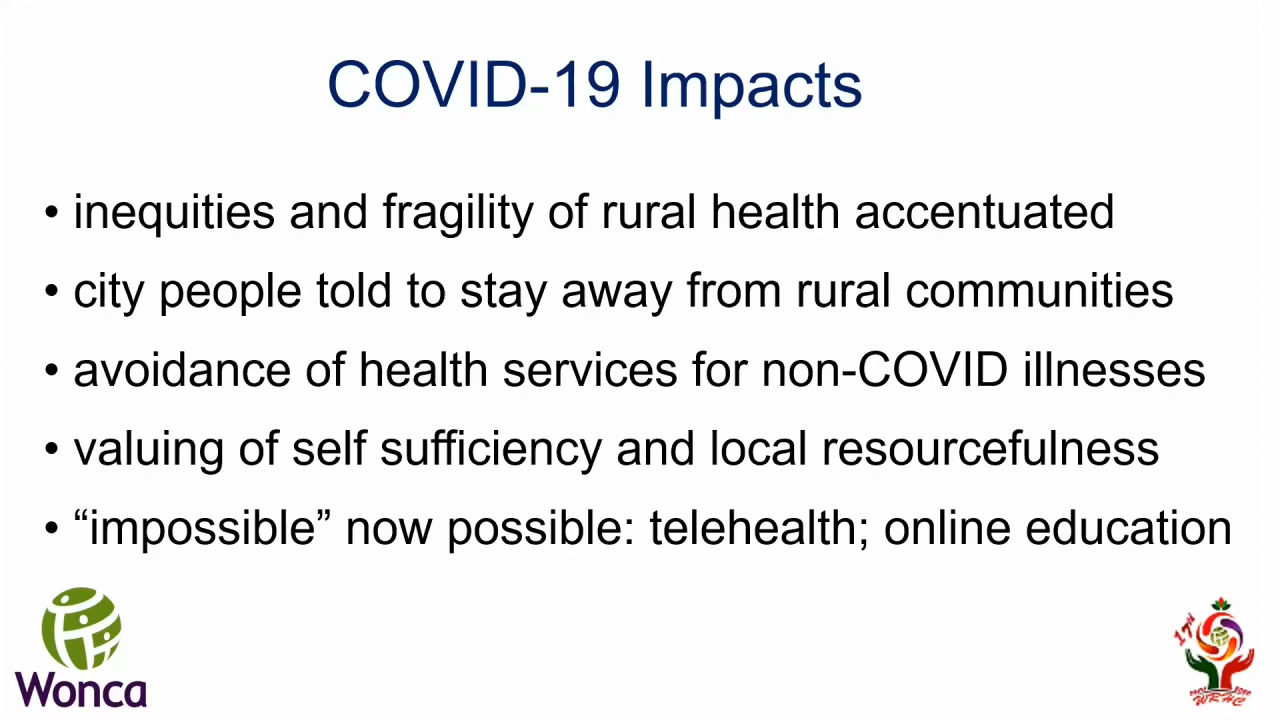 COVID-19 Impacts
• inequities and fragility of rural health accentuated
• city people told to stay away from rural communities
• avoidance of health services for non-COVID illnesses
• valuing of self sufficiency and local resourcefulness
• “impossible” now possible: telehealth; online education
Wonca
17th
WRHC